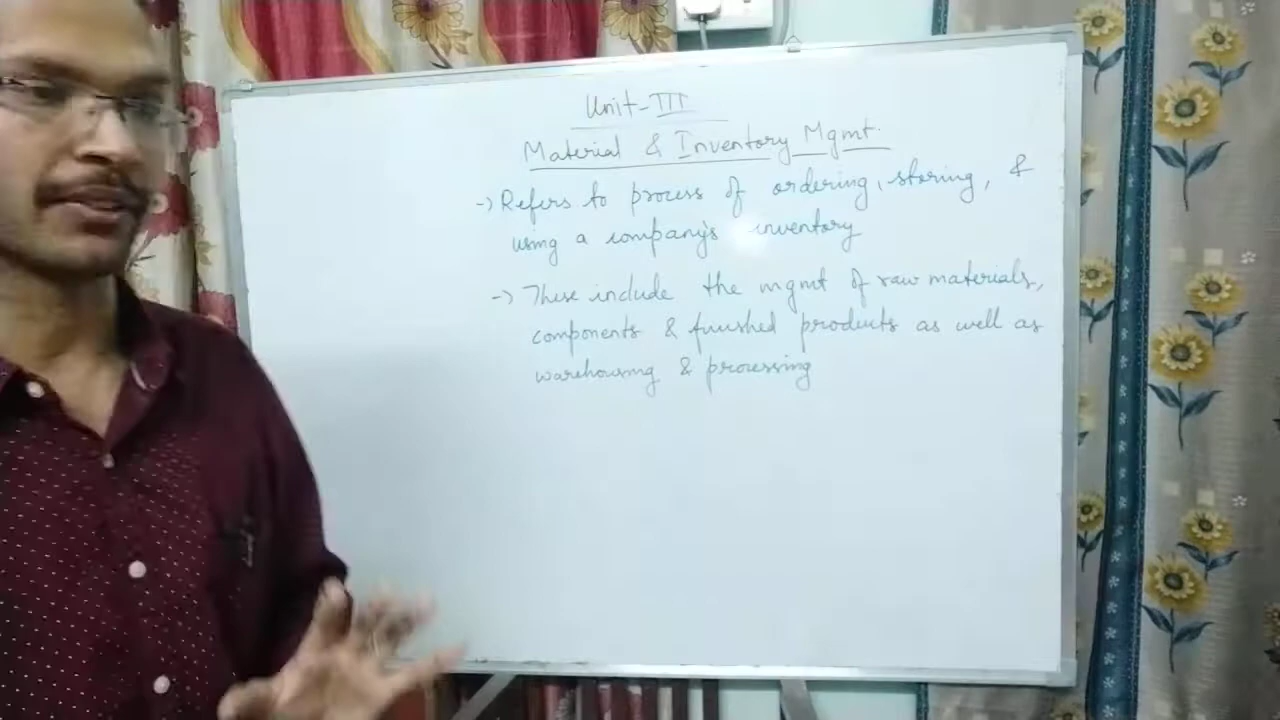 Unit-III
Material & Inventory Mgmt.
-> Refers to process of ordering, storing, &
using a company's inventory
-> These include the mgmt of raw materials,
components & finished products as well as
warehousing & processing